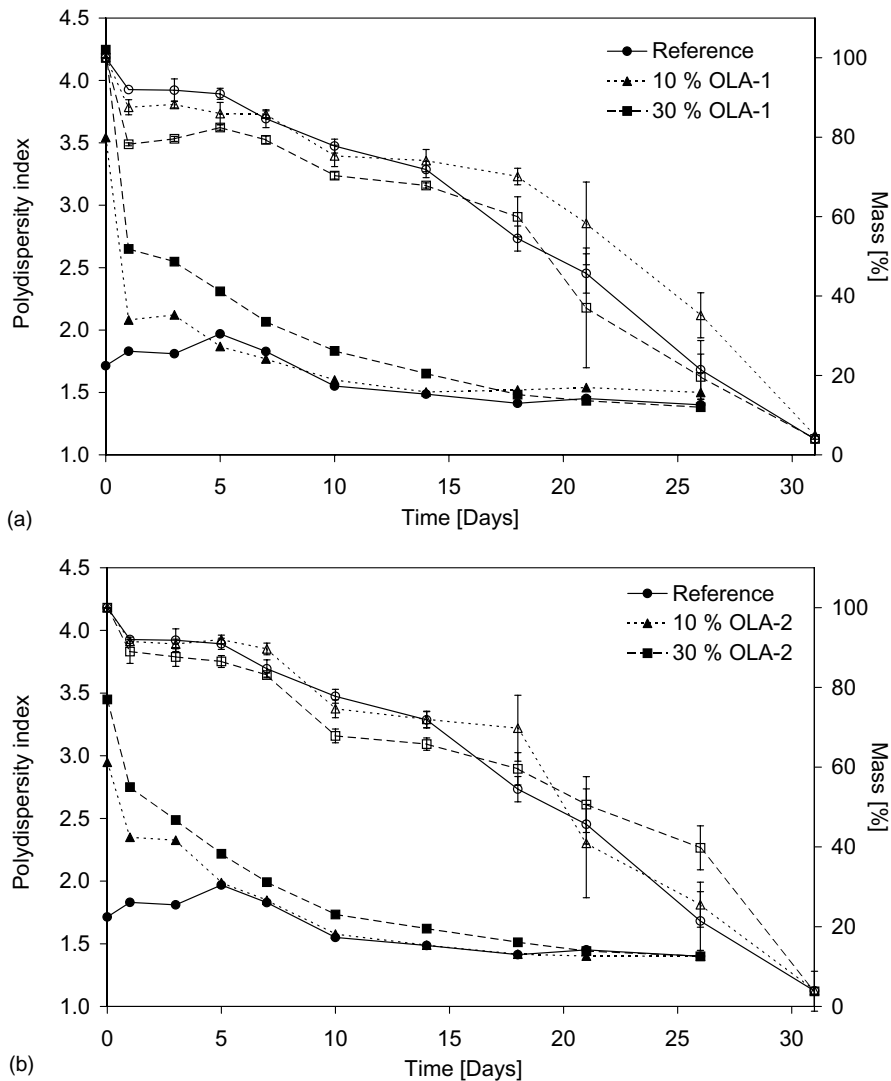 4.5
4.0
3.5
3.0
2.5
2.0
1.5
1.0
Polydispersity index
Reference
10 % OLA-1
30 % OLA-1
100
80
60
40
20
0
Mass [%]
0 5 10 15 20 25 30
Time [Days]
(a)
4.5
4.0
3.5
3.0
2.5
2.0
1.5
1.0
Polydispersity index
Reference
10 % OLA-2
30 % OLA-2
100
80
60
40
20
0
Mass [%]
0 5 10 15 20 25 30
Time [Days]
(b)